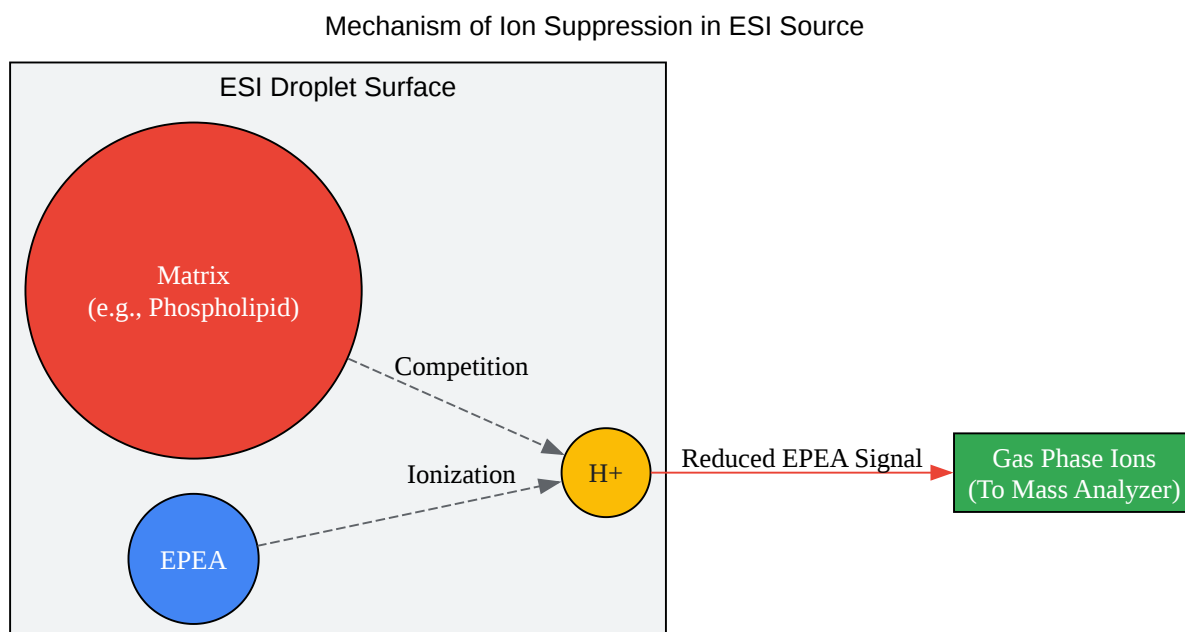 Mechanism of Ion Suppression in ESI Source
ESI Droplet Surface
Matrix
(e.g., Phospholipid)
Competition
Ionization
H+
EPEA
Reduced EPEA Signal
Gas Phase Ions
(To Mass Analyzer)